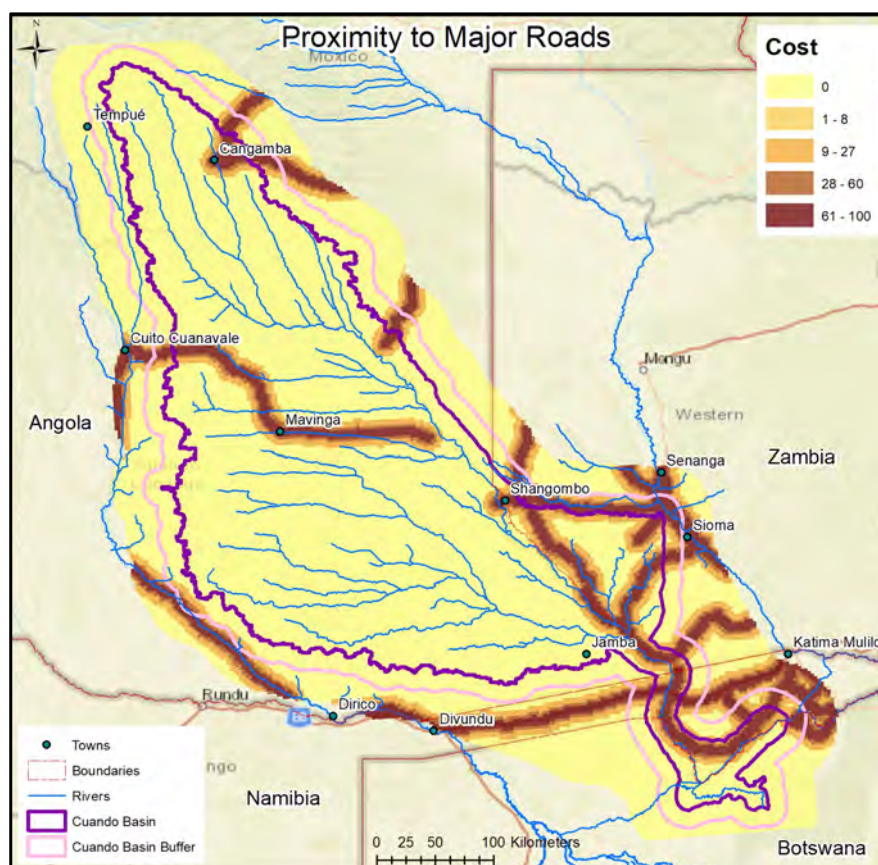 Proximity to Major Roads
N
Moxico
Cost
0
1 - 8
9 - 27
28 - 60
61 - 100
Tempué
Cangamba
Cuito Cuanavale
Mongu
Angola
Mavinga
Western
Senanga
Zambia
Shangombo
Sioma
Jamba
Katima Mulilo
Rundu
Dirico
Divundu
Towns
Boundaries
Rivers
Cuando Basin
Cuando Basin Buffer
ngo
Namibia
0 25 50 100 Kilometers
Botswana